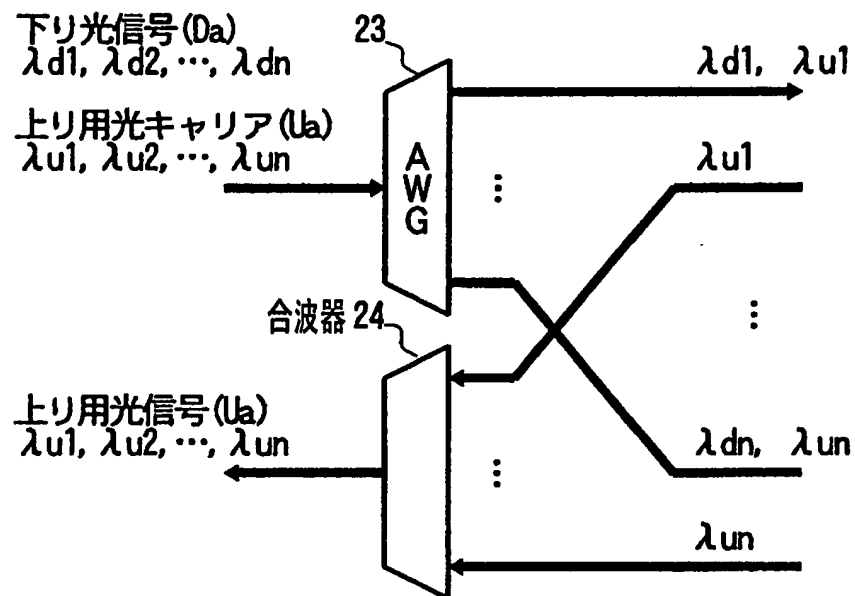 下り光信号(Da)
λd1, λd2, ⋯, λdn
23
λd1, λu1
上り用光キャリア(Ua)
λu1, λu2, ⋯, λun
AWG
⋮
λu1
合波器 24
⋮
上り用光信号(Ua)
λu1, λu2, ⋯, λun
⋮
λdn, λun
λun